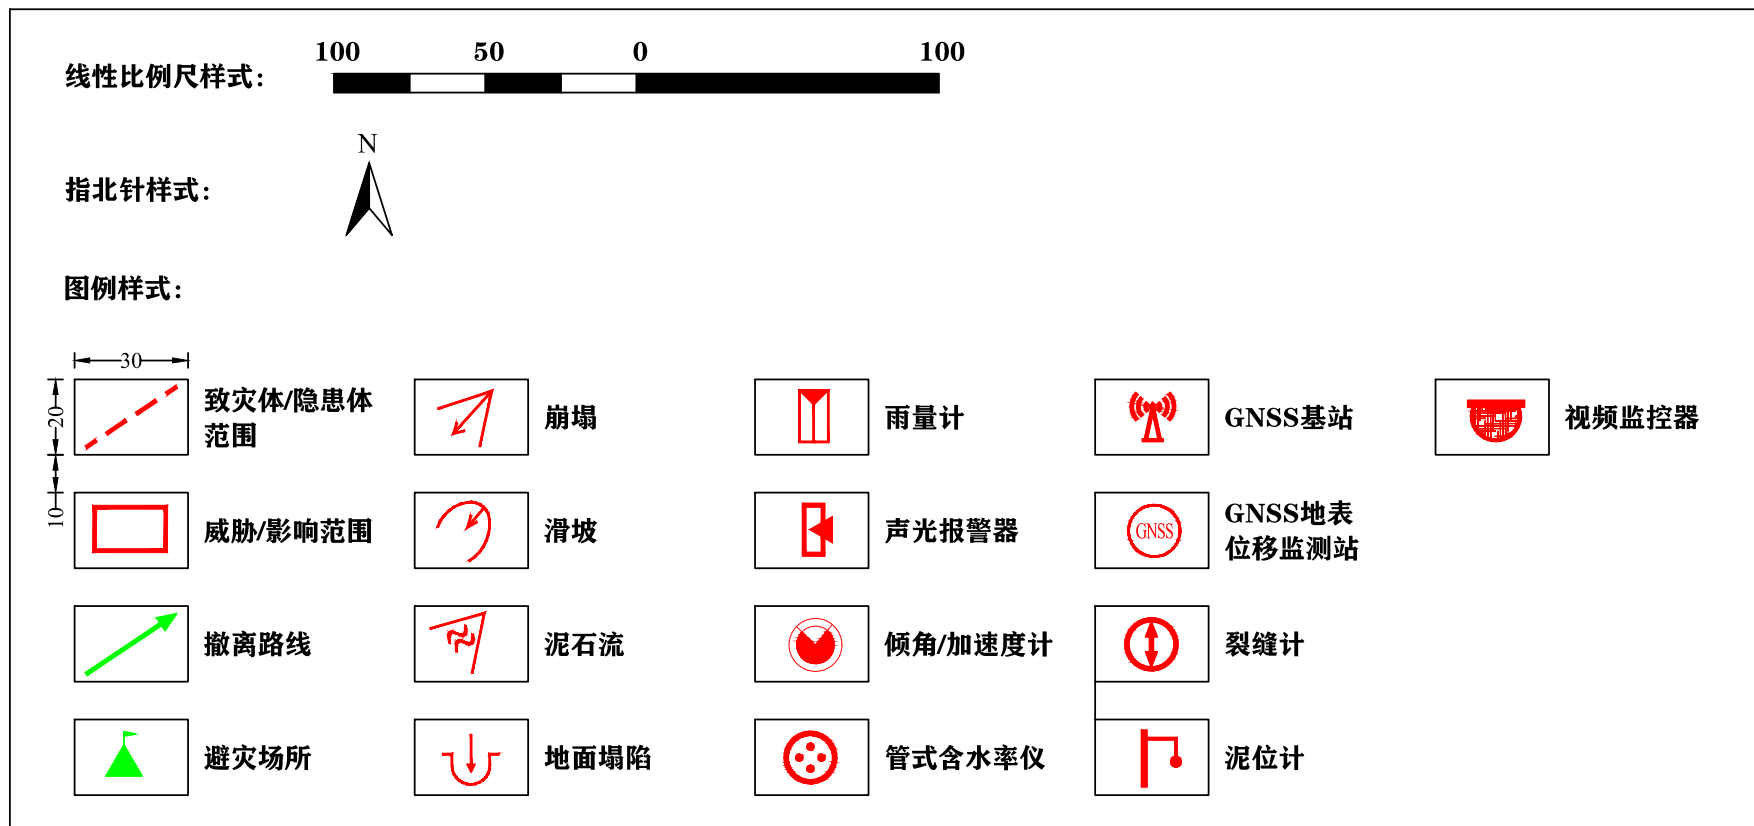 100 50 0 100
线性比例尺样式：
N
指北针样式：
图例样式：
30
20
10
致灾体/隐患体
范围
崩塌
雨量计
GNSS基站
视频监控器
威胁/影响范围
滑坡
声光报警器
GNSS
GNSS地表
位移监测站
撤离路线
泥石流
倾角/加速度计
裂缝计
避灾场所
地面塌陷
管式含水率仪
泥位计